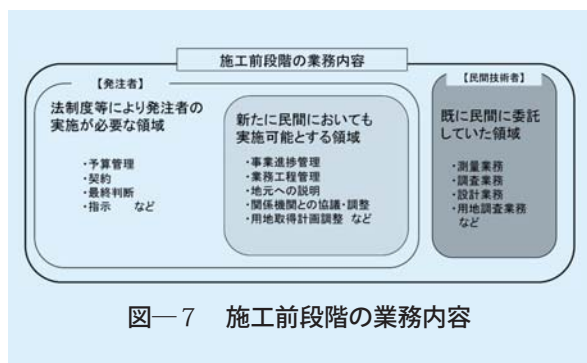 施工前段階の業務内容
【発注者】
法制度等により発注者の
実施が必要な領域
・予算管理
・契約
・最終判断
・指示　など
新たに民間においても
実施可能とする領域
・事業進捗管理
・業務工程管理
・地元への説明
・関係機関との協議・調整
・用地取得計画調整 など
【民間技術者】
既に民間に委託
していた領域
・測量業務
・調査業務
・設計業務
・用地調査業務
など
図―7　施工前段階の業務内容